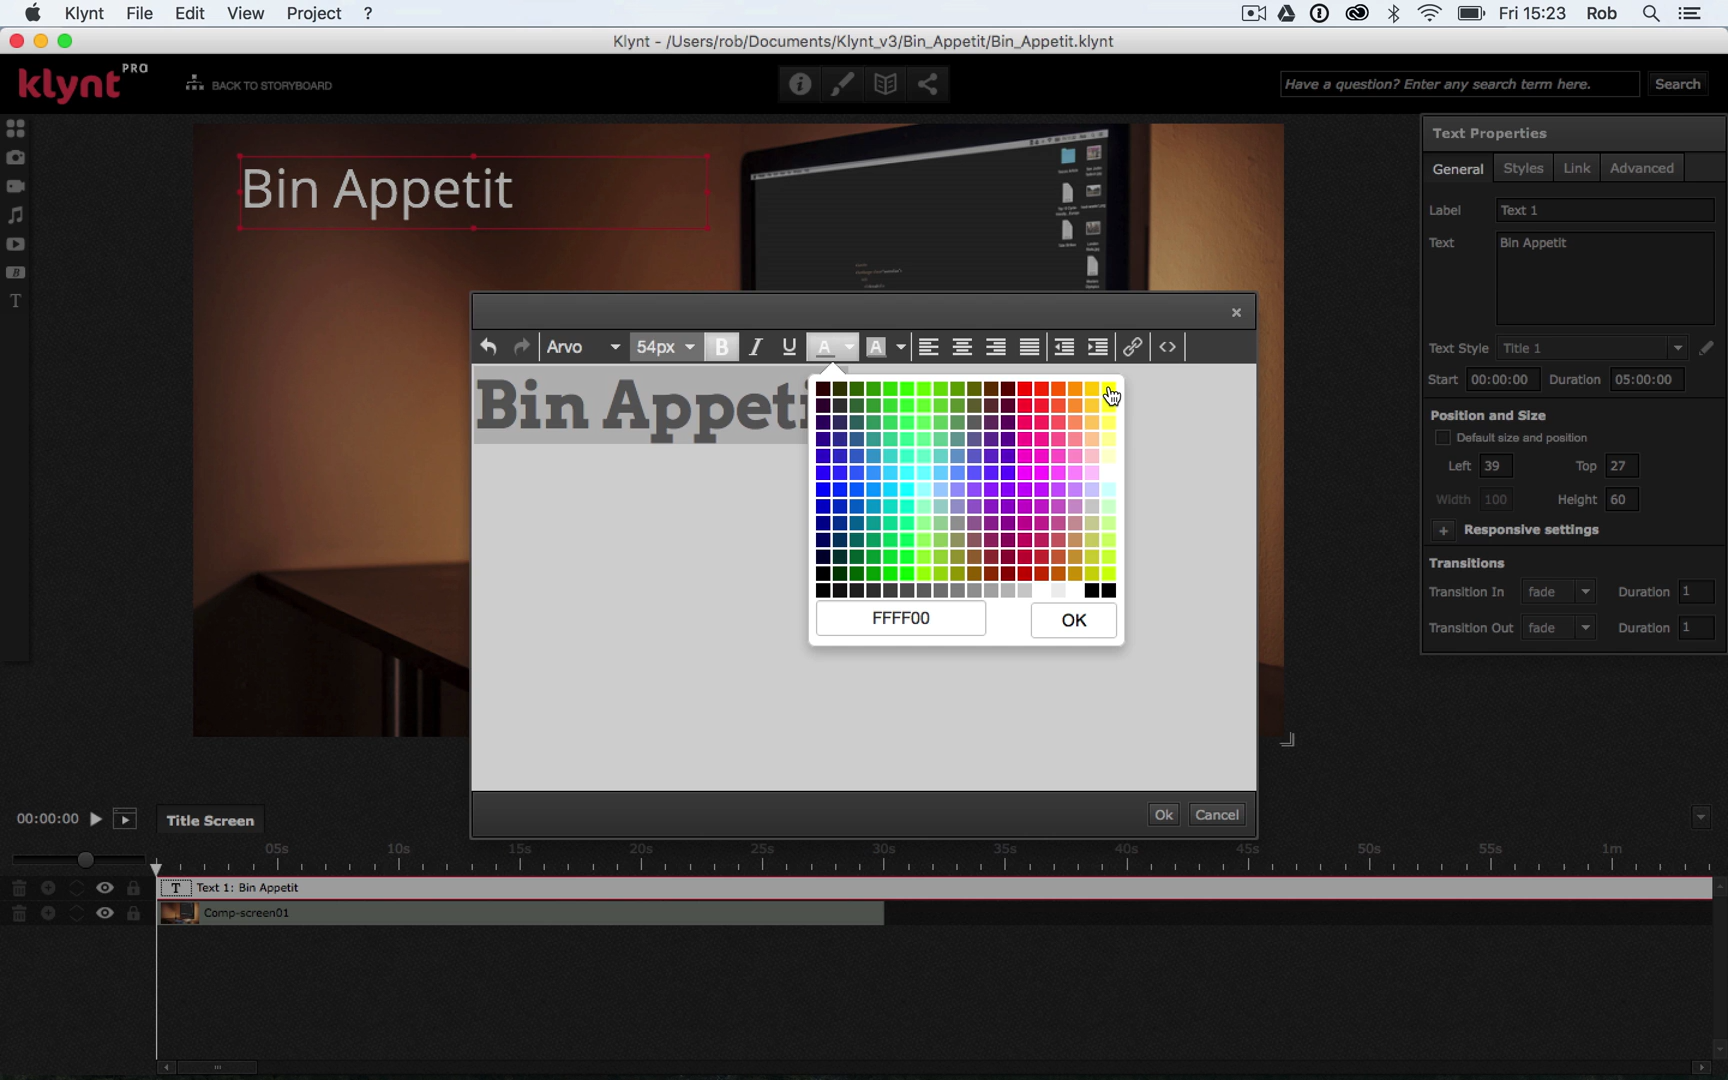 Klynt File Edit View Project ? Fri 15:23 Rob
Klynt - /Users/rob/Documents/Klynt_v3/Bin_Appetit/Bin_Appetit.klynt
klynt PRO BACK TO STORYBOARD Have a question? Enter any search term here. Search
Bin Appetit
Text Properties
General Styles Link Advanced
Label Text 1
Text Bin Appetit
Text Style Title 1
Start 00:00:00 Duration 05:00:00
Position and Size
Default size and position
Left 39 Top 27
Width 100 Height 60
+ Responsive settings
Transitions
Transition In fade Duration 1
Transition Out fade Duration 1
Arvo 54px B I U A A
Bin Appeti
FFFF00 OK
Ok Cancel
00:00:00 Title Screen
05s 10s 15s 20s 25s 30s 35s 40s 45s 50s 55s 1m
T Text 1: Bin Appetit
Comp-screen01